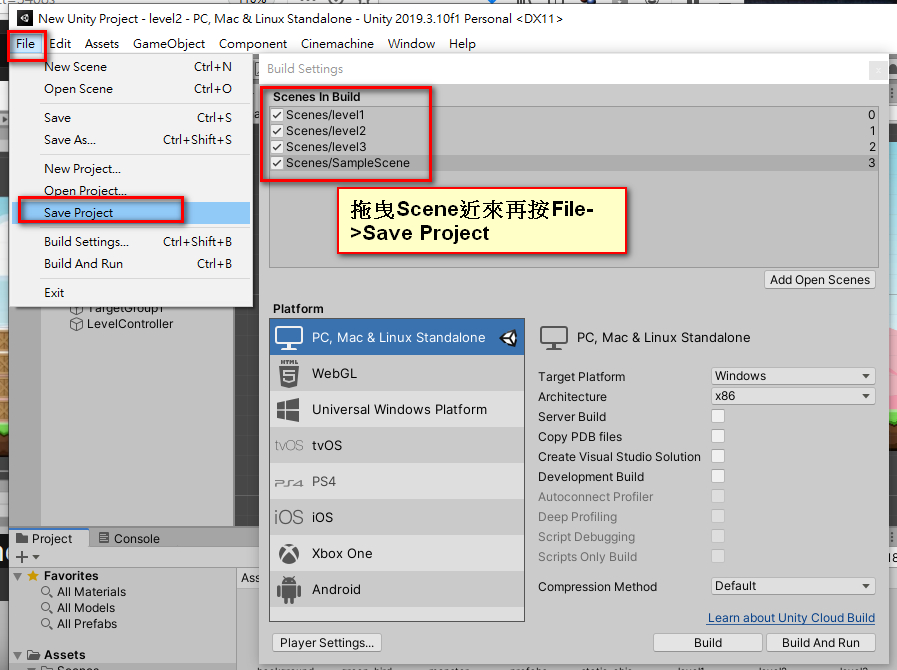 New Unity Project - level2 - PC, Mac & Linux Standalone - Unity 2019.3.10f1 Personal <DX11>
File Edit Assets GameObject Component Cinemachine Window Help
New Scene Ctrl+N
Open Scene Ctrl+O
Save Ctrl+S
Save As... Ctrl+Shift+S
New Project...
Open Project...
Save Project
Build Settings... Ctrl+Shift+B
Build And Run Ctrl+B
Exit
TargetGroup1
LevelController
Build Settings
Scenes In Build
Scenes/level1 0
Scenes/level2 1
Scenes/level3 2
Scenes/SampleScene 3
拖曳Scene近來再按File-
>Save Project
Add Open Scenes
Platform
PC, Mac & Linux Standalone
HTML
5
WebGL
Universal Windows Platform
tvOS tvOS
PS4 PS4
iOS iOS
Xbox One
Android
PC, Mac & Linux Standalone
Target Platform Windows
Architecture x86
Server Build
Copy PDB files
Create Visual Studio Solution
Development Build
Autoconnect Profiler
Deep Profiling
Script Debugging
Scripts Only Build
Compression Method Default
Learn about Unity Cloud Build
Player Settings... Build Build And Run
Project Console
Favorites
All Materials
All Models
All Prefabs
Assets
Scenes
Ass